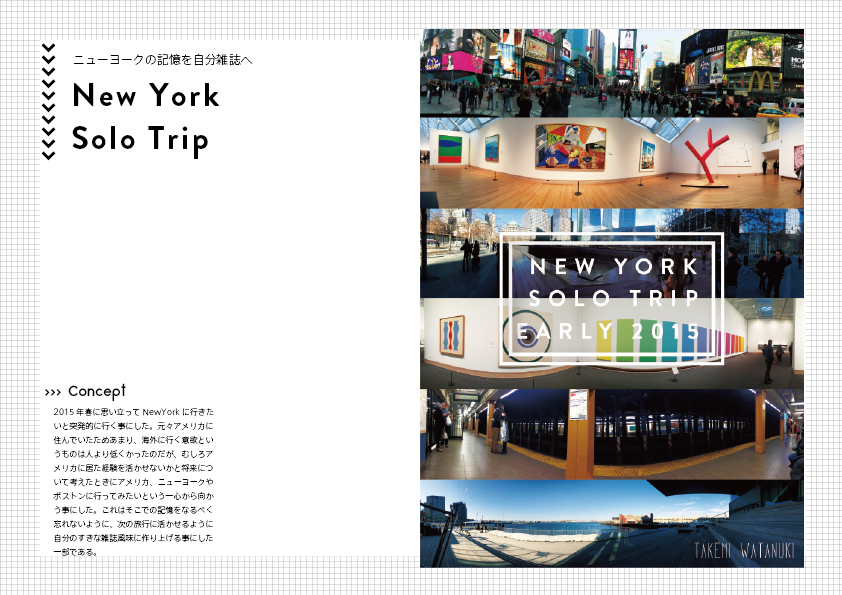 ニューヨークの記憶を自分雑誌へ
New York
Solo Trip
>>> Concept
2015 年春に思い立って NewYork に行きた
いと突発的に行く事にした。元々アメリカに
住んでいたためあまり、海外に行く意欲とい
うものは人より低くかったのだが、むしろア
メリカに居た経験を活かせないかと将来につ
いて考えたときにアメリカ、ニューヨークや
ボストンに行ってみたいという一心から向か
う事にした。これはそこでの記憶をなるべく
忘れないように、次の旅行に活かせるように
自分のすきな雑誌風味に作り上げる事にした
一部である。
NEW YORK
SOLO TRIP
EARLY 2015
TAKEMI WATANUKI